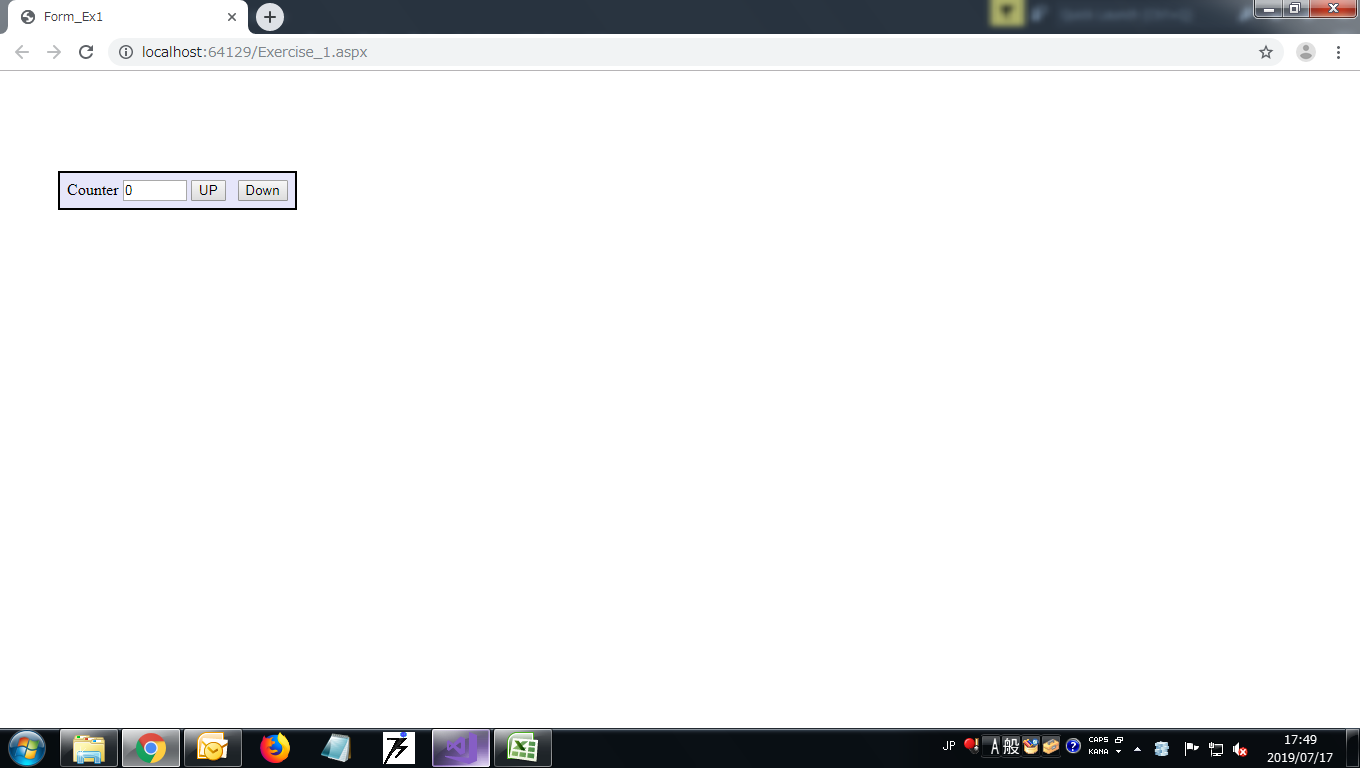 Form_Ex1
localhost:64129/Exercise_1.aspx
Counter 0 UP Down
JP A 般 CAPS KANA 17:49
2019/07/17